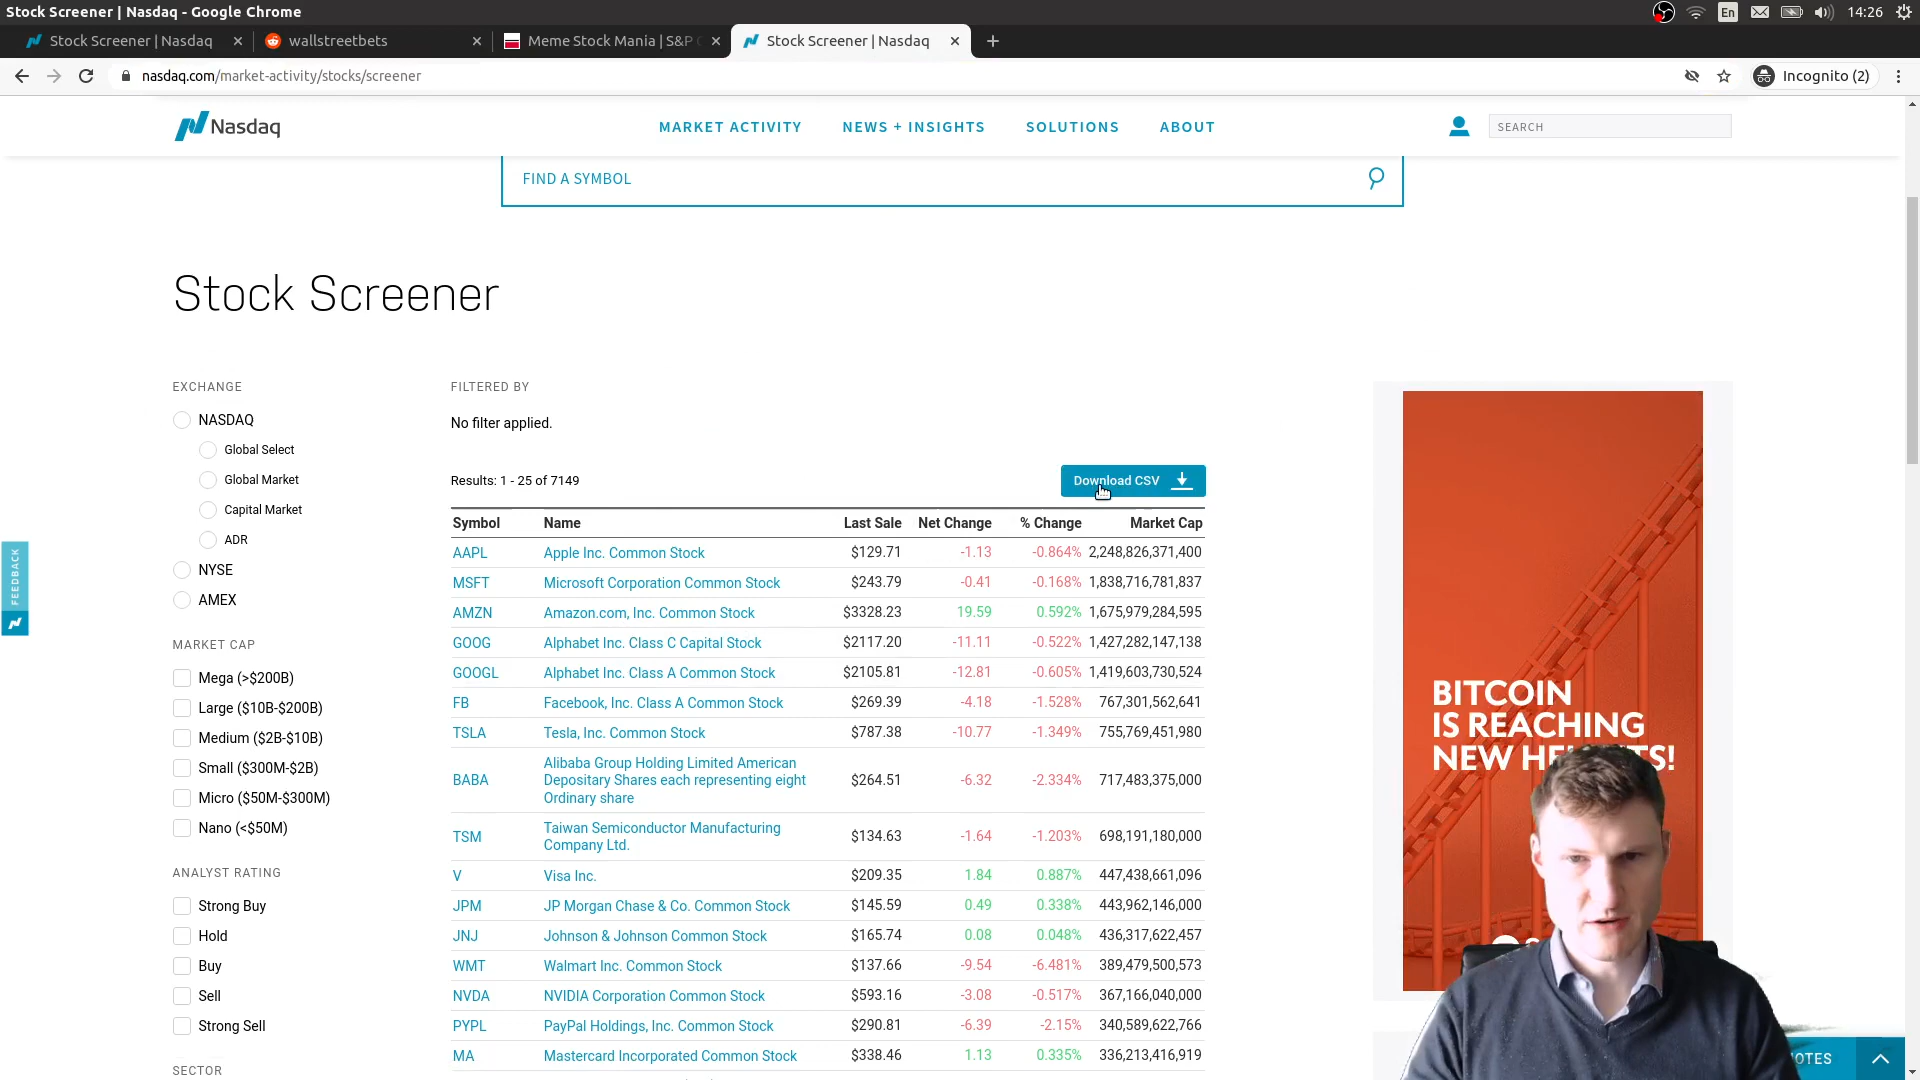 Stock Screener | Nasdaq - Google Chrome
En
14:26
Stock Screener | Nasdaq
wallstreetbets
Meme Stock Mania | S&P
Stock Screener | Nasdaq
nasdaq.com/market-activity/stocks/screener
Incognito (2)
Nasdaq
MARKET ACTIVITY
NEWS + INSIGHTS
SOLUTIONS
ABOUT
SEARCH
FIND A SYMBOL
Stock Screener
EXCHANGE
NASDAQ
Global Select
Global Market
Capital Market
ADR
NYSE
AMEX
MARKET CAP
Mega (>$200B)
Large ($10B-$200B)
Medium ($2B-$10B)
Small ($300M-$2B)
Micro ($50M-$300M)
Nano (<$50M)
ANALYST RATING
Strong Buy
Hold
Buy
Sell
Strong Sell
SECTOR
FEEDBACK
FILTERED BY
No filter applied.
Results: 1 - 25 of 7149
Download CSV
Symbol Name Last Sale Net Change % Change Market Cap
AAPL Apple Inc. Common Stock $129.71 -1.13 -0.864% 2,248,826,371,400
MSFT Microsoft Corporation Common Stock $243.79 -0.41 -0.168% 1,838,716,781,837
AMZN Amazon.com, Inc. Common Stock $3328.23 19.59 0.592% 1,675,979,284,595
GOOG Alphabet Inc. Class C Capital Stock $2117.20 -11.11 -0.522% 1,427,282,147,138
GOOGL Alphabet Inc. Class A Common Stock $2105.81 -12.81 -0.605% 1,419,603,730,524
FB Facebook, Inc. Class A Common Stock $269.39 -4.18 -1.528% 767,301,562,641
TSLA Tesla, Inc. Common Stock $787.38 -10.77 -1.349% 755,769,451,980
Alibaba Group Holding Limited American
BABA Depositary Shares each representing eight $264.51 -6.32 -2.334% 717,483,375,000
Ordinary share
Taiwan Semiconductor Manufacturing
TSM Company Ltd. $134.63 -1.64 -1.203% 698,191,180,000
V Visa Inc. $209.35 1.84 0.887% 447,438,661,096
JPM JP Morgan Chase & Co. Common Stock $145.59 0.49 0.338% 443,962,146,000
JNJ Johnson & Johnson Common Stock $165.74 0.08 0.048% 436,317,622,457
WMT Walmart Inc. Common Stock $137.66 -9.54 -6.481% 389,479,500,573
NVDA NVIDIA Corporation Common Stock $593.16 -3.08 -0.517% 367,166,040,000
PYPL PayPal Holdings, Inc. Common Stock $290.81 -6.39 -2.15% 340,589,622,766
MA Mastercard Incorporated Common Stock $338.46 1.13 0.335% 336,213,416,919
BITCOIN
IS REACHING
NEW